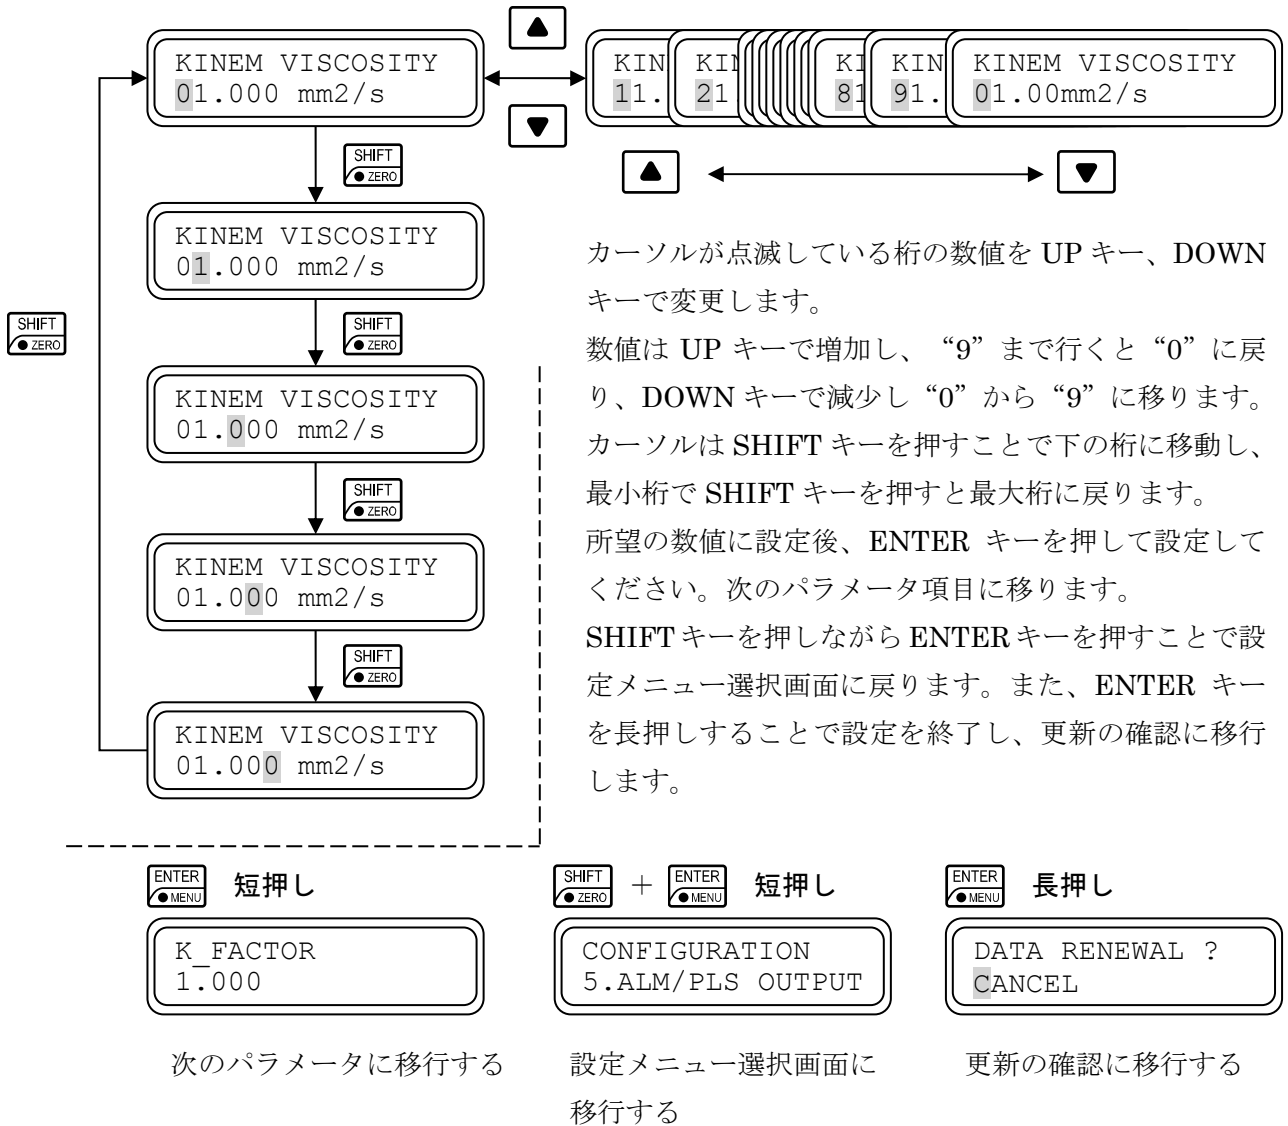 KINEM VISCOSITY
01.000 mm2/s
KIN
11.
KIN
21
KI
81
KIN
91.
KINEM VISCOSITY
01.00mm2/s
SHIFT
ZERO
KINEM VISCOSITY
01.000 mm2/s
SHIFT
ZERO
SHIFT
ZERO
KINEM VISCOSITY
01.000 mm2/s
SHIFT
ZERO
KINEM VISCOSITY
01.000 mm2/s
SHIFT
ZERO
KINEM VISCOSITY
01.000 mm2/s
カーソルが点滅している桁の数値を UP キー、DOWN
キーで変更します。
数値は UP キーで増加し、“9”まで行くと“0”に戻
り、DOWN キーで減少し“0”から“9”に移ります。
カーソルは SHIFT キーを押すことで下の桁に移動し、
最小桁で SHIFT キーを押すと最大桁に戻ります。
所望の数値に設定後、ENTER キーを押して設定して
ください。次のパラメータ項目に移ります。
SHIFT キーを押しながら ENTER キーを押すことで設
定メニュー選択画面に戻ります。また、ENTER キー
を長押しすることで設定を終了し、更新の確認に移行
します。
ENTER
MENU
短押し
K_FACTOR
1.000
次のパラメータに移行する
SHIFT
ZERO
+
ENTER
MENU
短押し
CONFIGURATION
5.ALM/PLS OUTPUT
設定メニュー選択画面に
移行する
ENTER
MENU
長押し
DATA RENEWAL ?
CANCEL
更新の確認に移行する